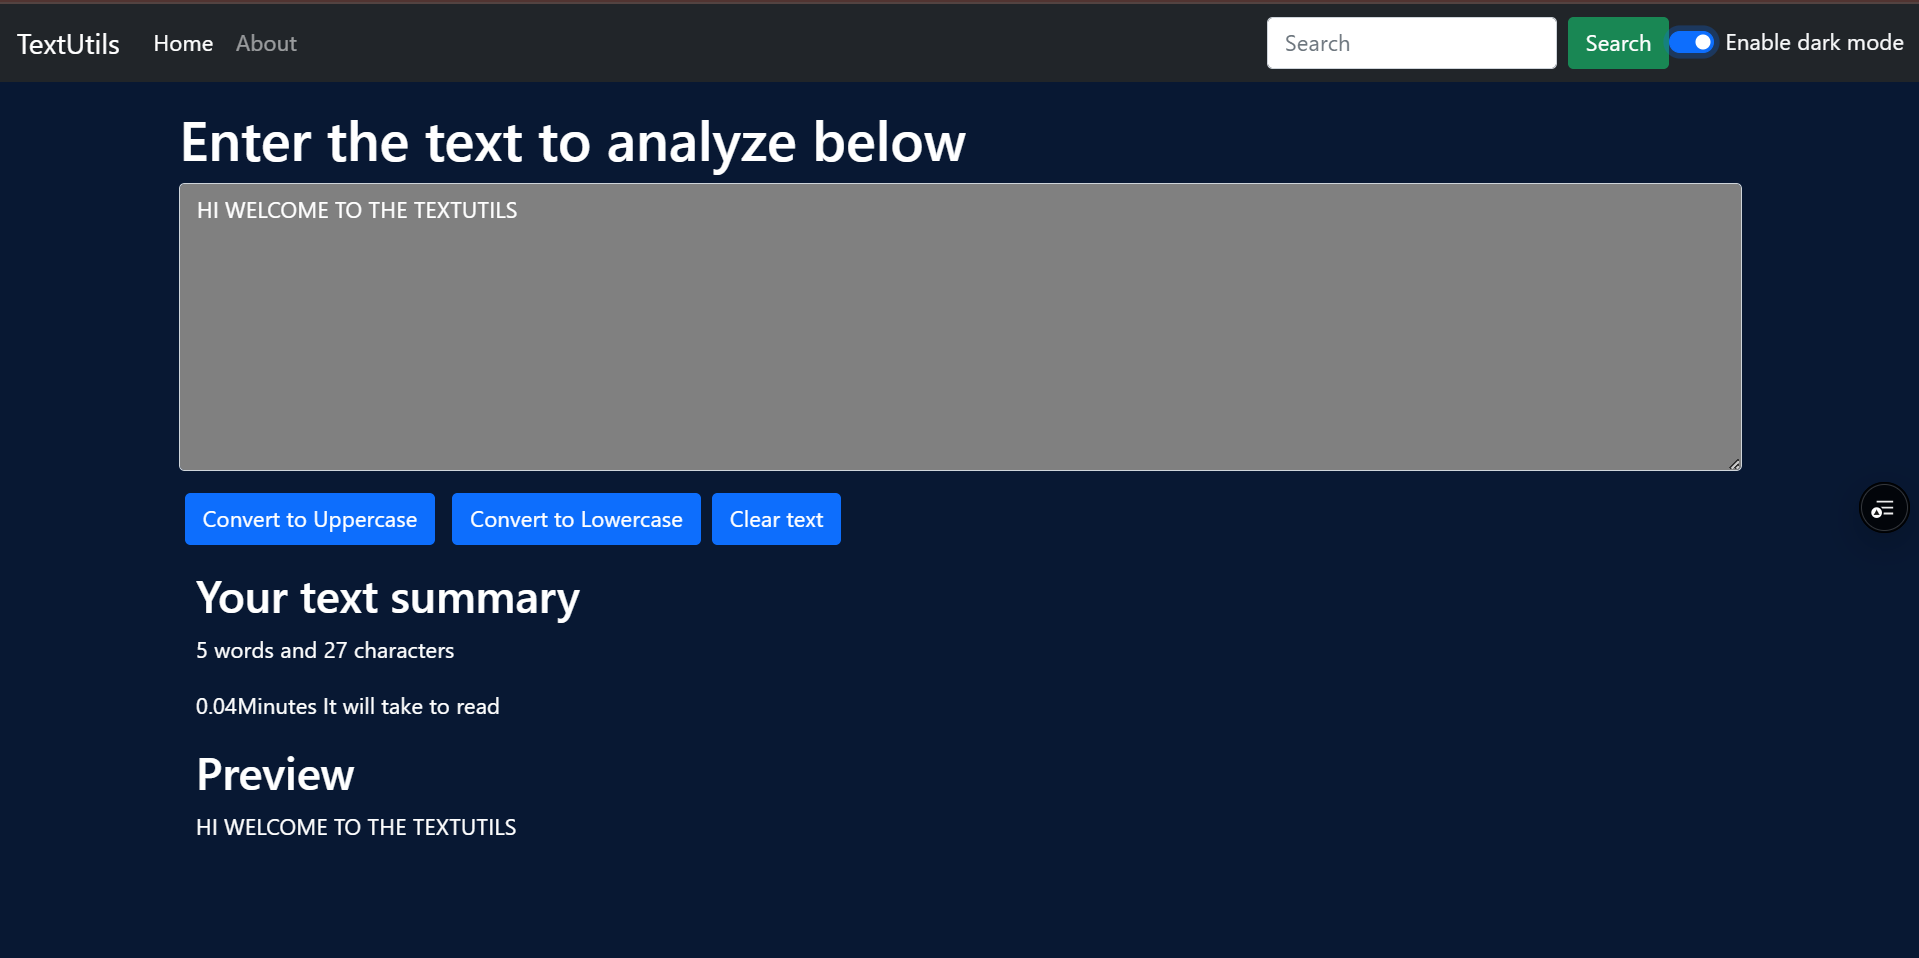 TextUtils Home About Search Search Enable dark mode
Enter the text to analyze below
HI WELCOME TO THE TEXTUTILS
Convert to Uppercase Convert to Lowercase Clear text
Your text summary
5 words and 27 characters
0.04Minutes It will take to read
Preview
HI WELCOME TO THE TEXTUTILS